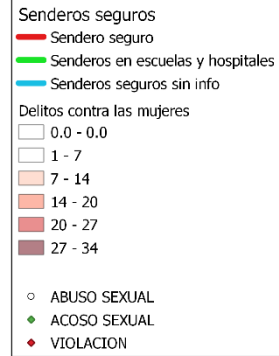 Senderos seguros
Sendero seguro
Senderos en escuelas y hospitales
Senderos seguros sin info
Delitos contra las mujeres
0.0 - 0.0
1 - 7
7 - 14
14 - 20
20 - 27
27 - 34
ABUSO SEXUAL
ACOSO SEXUAL
VIOLACION